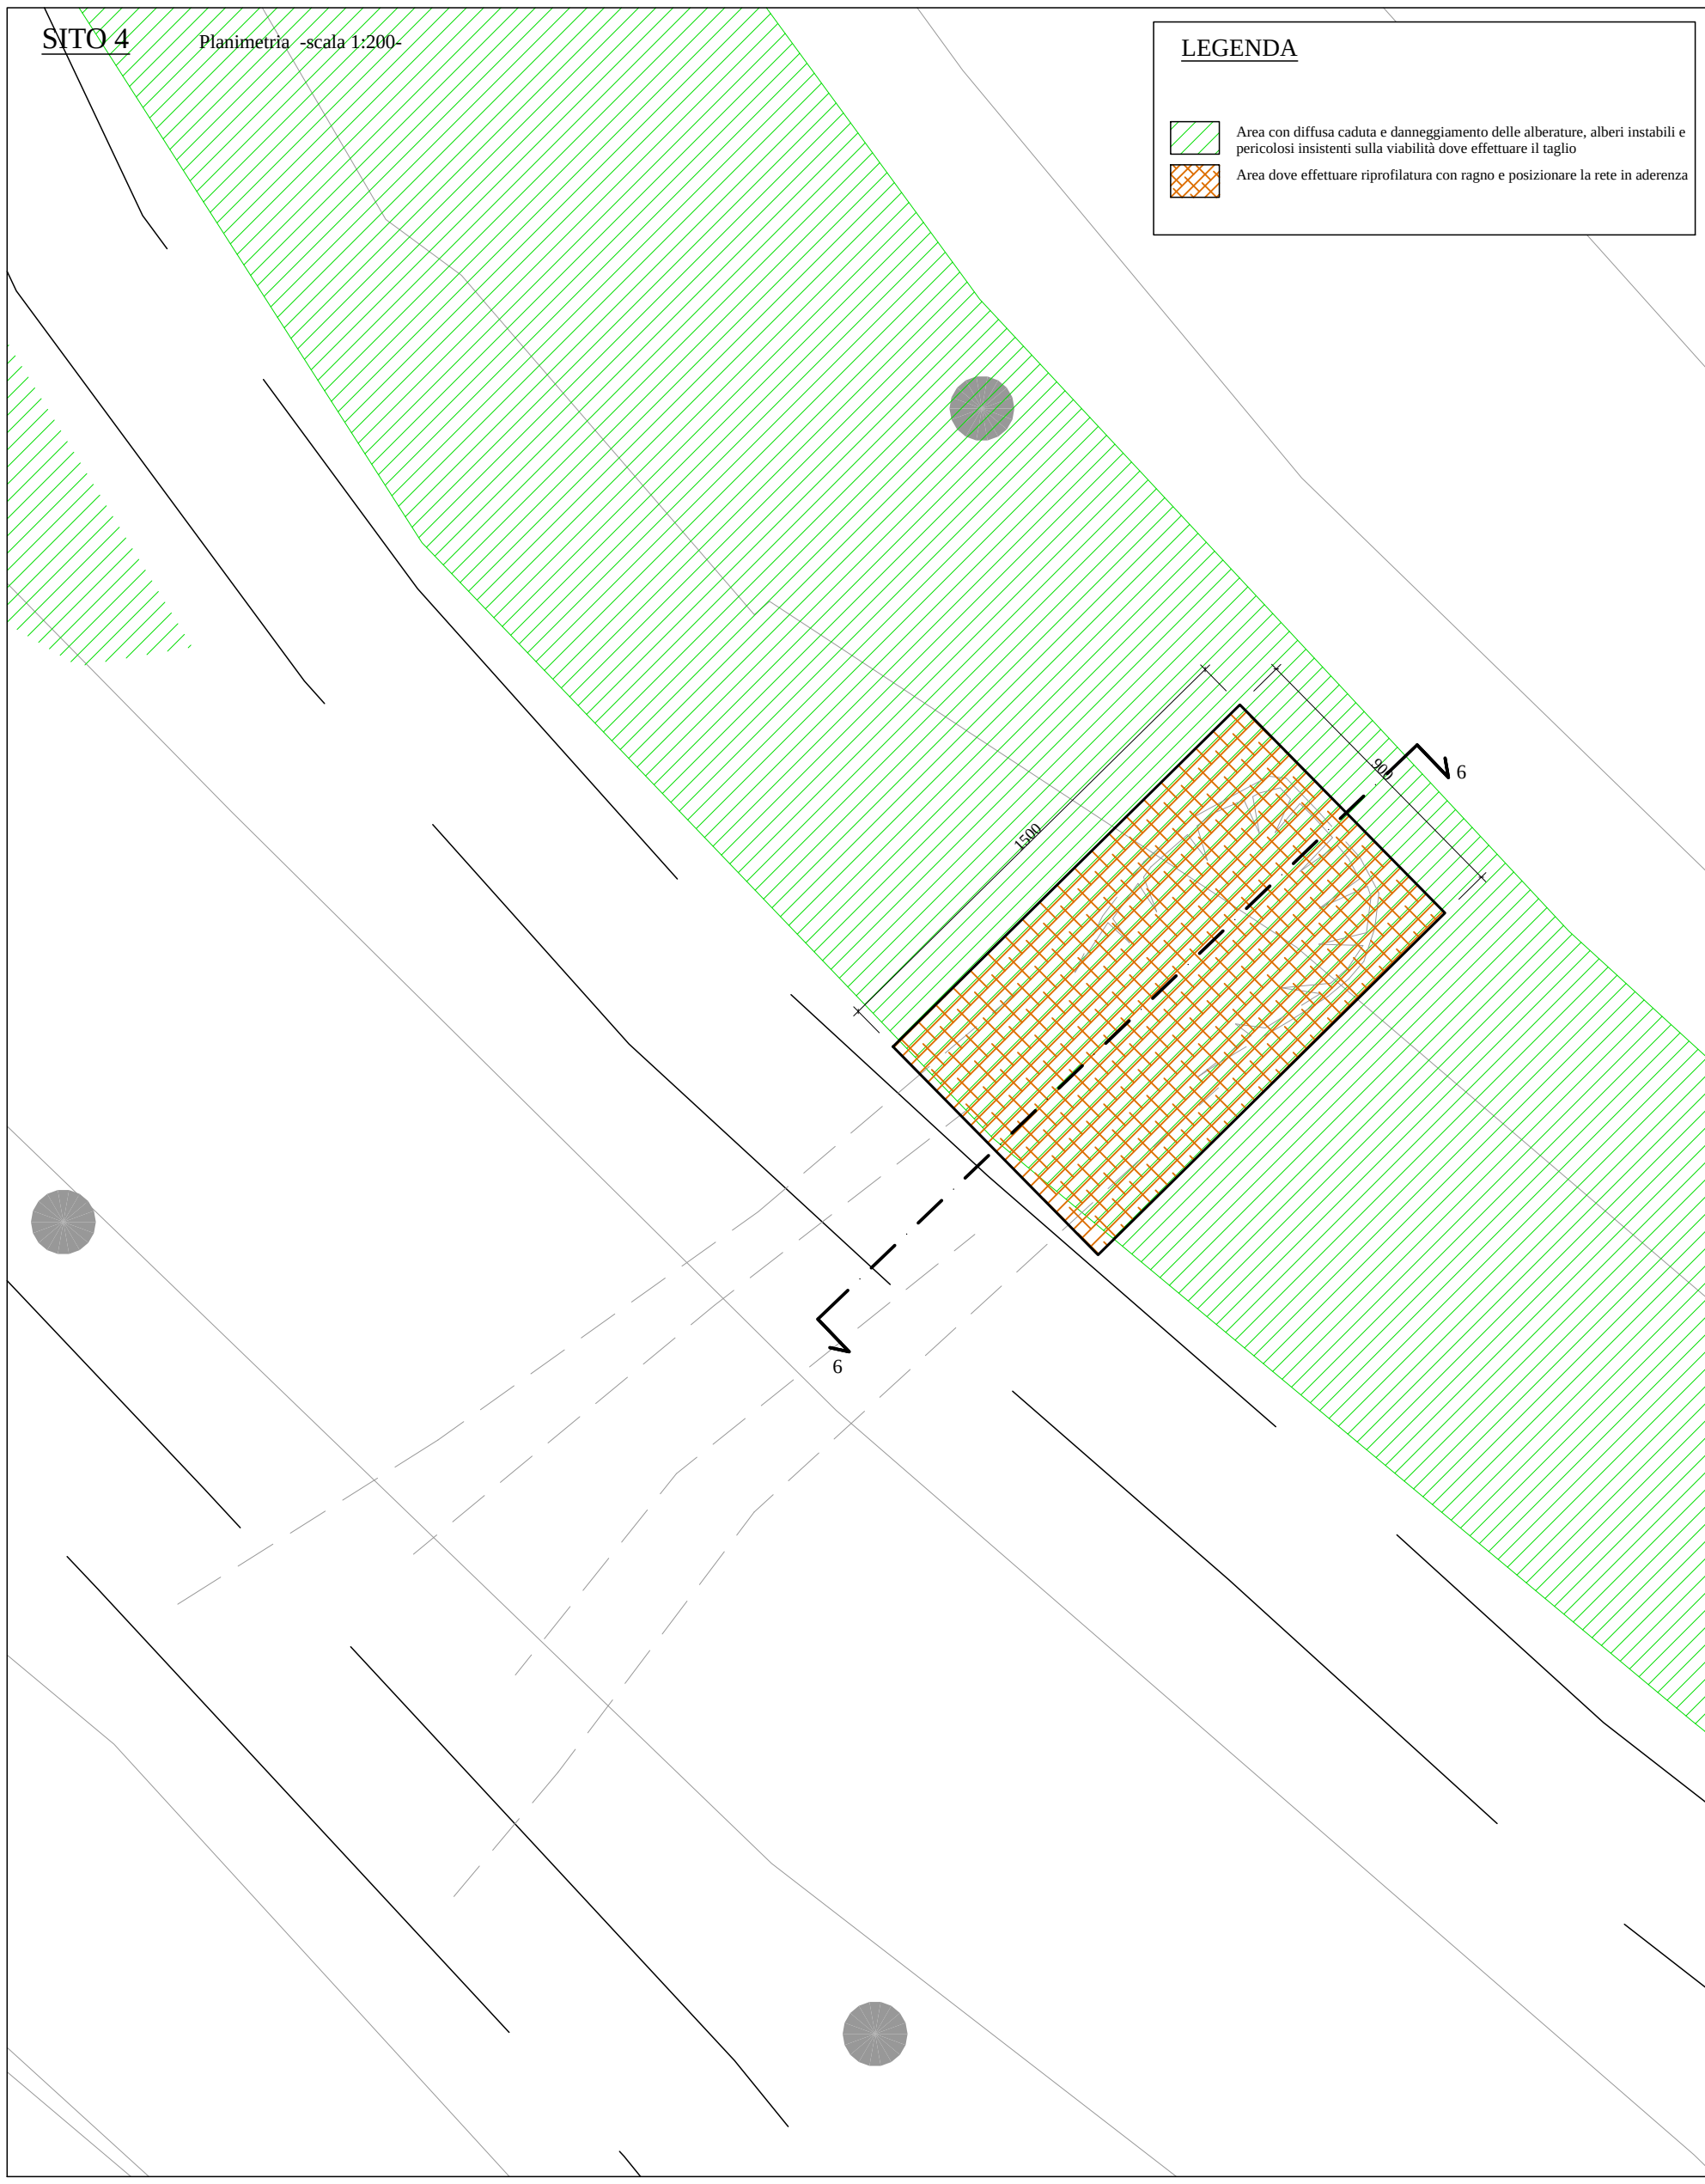 SITO 4
Planimetria -scala 1:200-
LEGENDA
Area con diffusa caduta e danneggiamento delle alberature, alberi instabili e
pericolosi insistenti sulla viabilità dove effettuare il taglio
Area dove effettuare riprofilatura con ragno e posizionare la rete in aderenza
900
6
1500
6